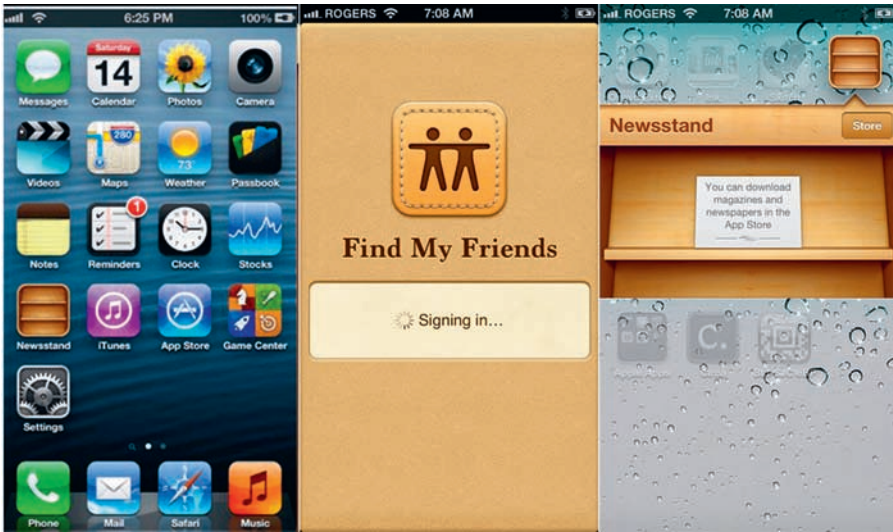 6:25 PM 100%
Saturday
14
Messages Calendar Photos Camera
280
73°
Videos Maps Weather Passbook
1
Notes Reminders Clock Stocks
Newsstand iTunes App Store Game Center
Settings
Phone Mail Safari Music
ROGERS 7:08 AM
Find My Friends
Signing in...
ROGERS 7:08 AM
Newsstand Store
You can download
magazines and
newspapers in the
App Store
C.